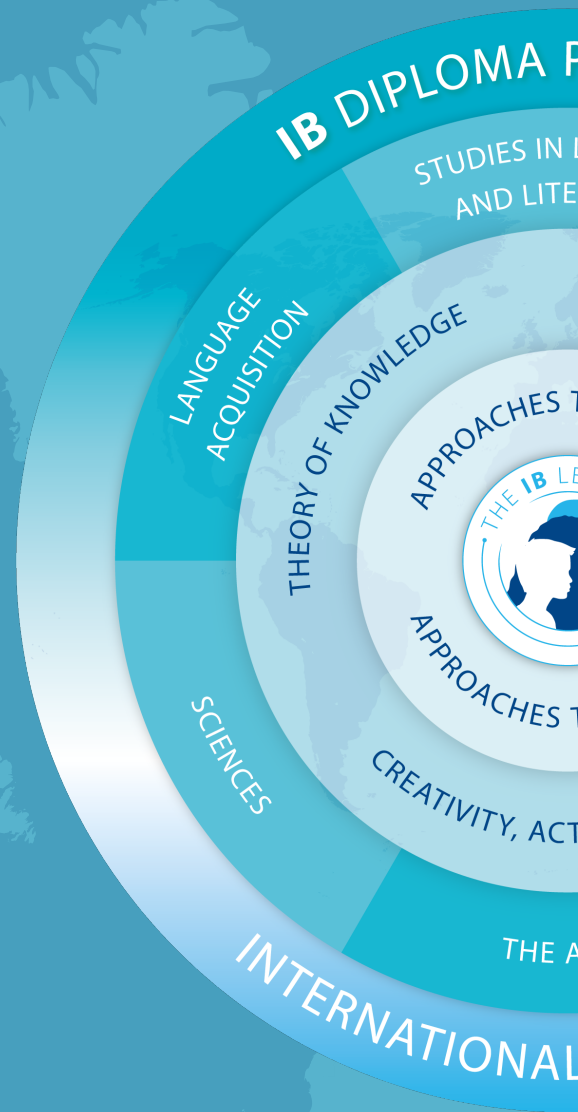 IB DIPLOMA P
STUDIES IN
AND LITE
LANGUAGE
ACQUISITION
THEORY OF KNOWLEDGE
APPROACHES T
THE IB LE
APPROACHES T
SCIENCES
CREATIVITY, ACT
THE A
INTERNATIONAL